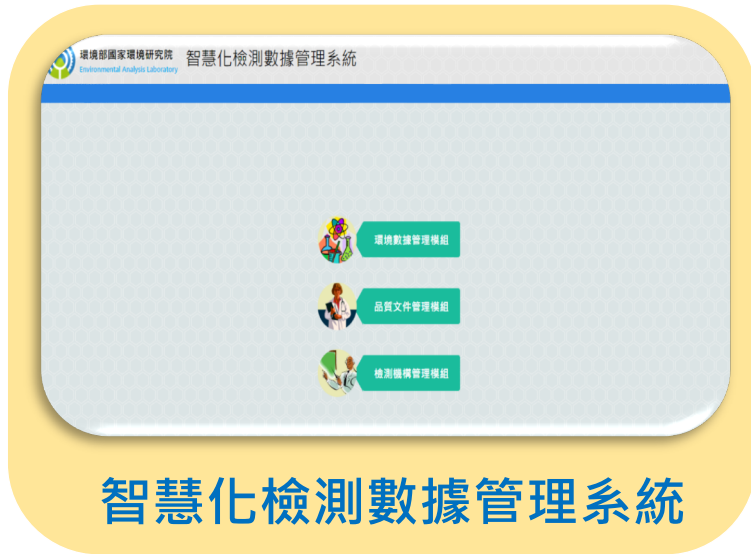 環境部國家環境研究院
Environmental Analysis Laboratory
智慧化檢測數據管理系統
環境數據管理模組
品質文件管理模組
檢測機構管理模組
智慧化檢測數據管理系統